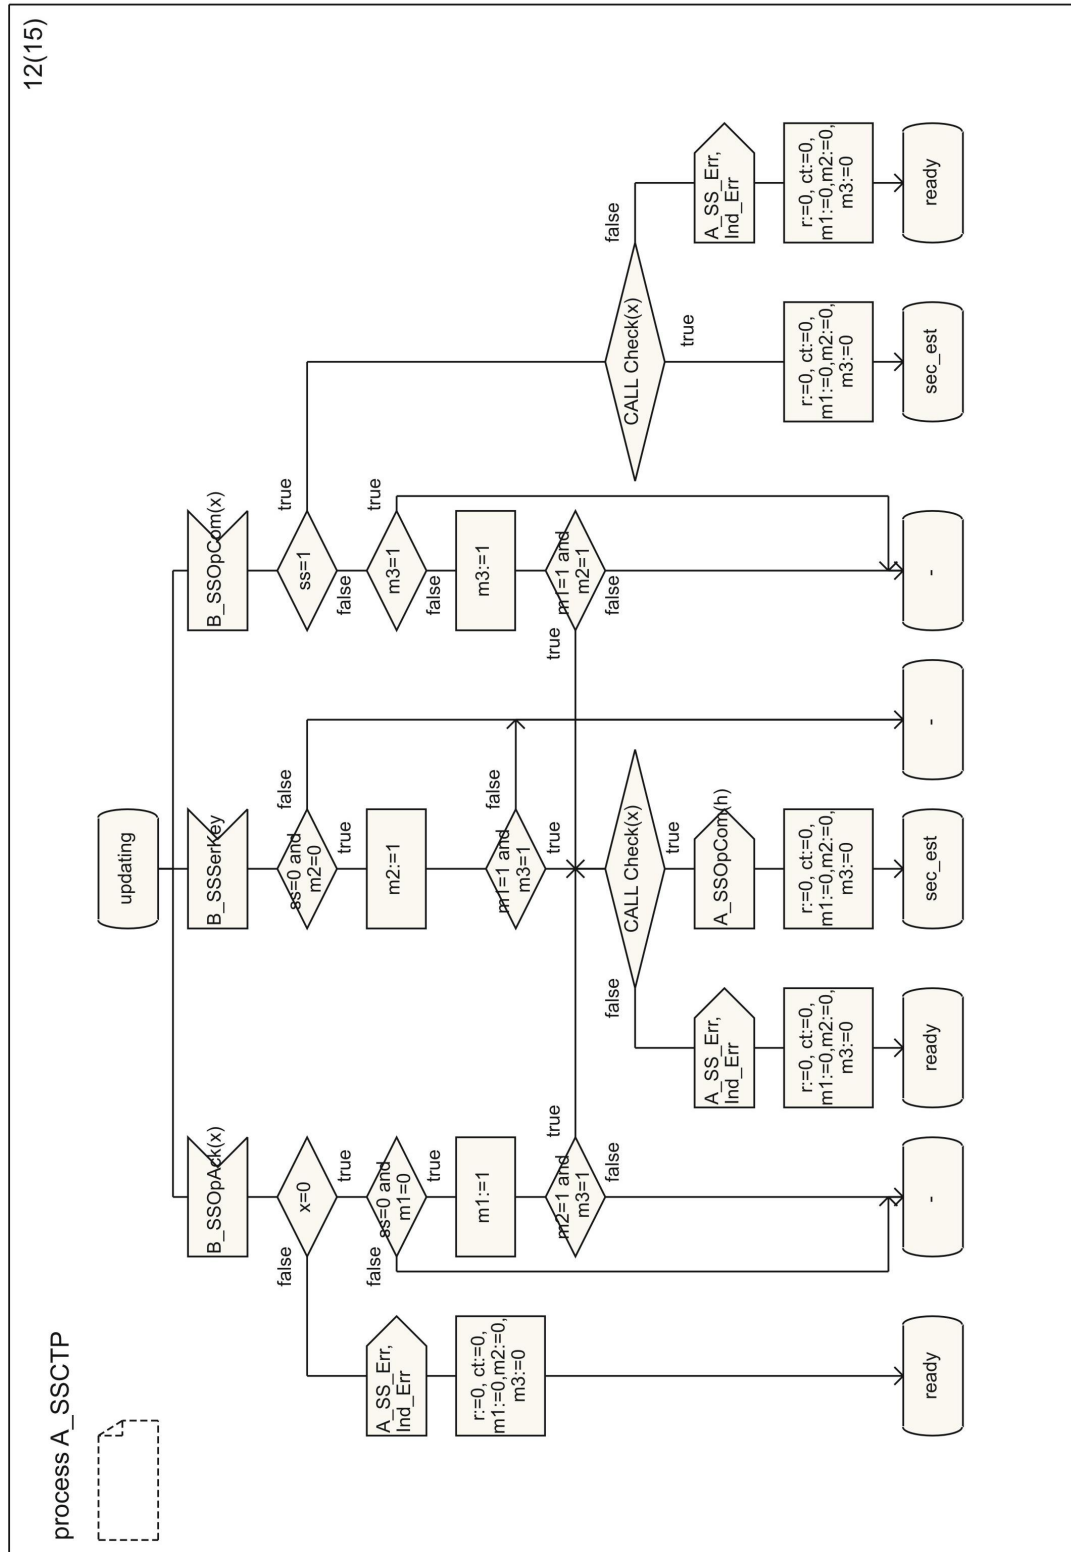 process A_SSCTP
12(15)
updating
B_SSOpAck(x)
B_SSSerKey
B_SSOpCom(x)
x=0
false
true
ss=0 and
m2=0
false
true
ss=1
true
false
A_SS_Err,
Ind_Err
ss=0 and
m1=0
false
true
m2:=1
m3=1
true
false
r:=0, ct:=0,
m1:=0,m2:=0,
m3:=0
m1:=1
m1=1 and
m3=1
false
true
m3:=1
m2=1 and
m3=1
true
false
m1=1 and
m2=1
true
false
CALL Check(x)
false
true
CALL Check(x)
false
true
A_SS_Err,
Ind_Err
A_SSOpCom(h)
A_SS_Err,
Ind_Err
r:=0, ct:=0,
m1:=0,m2:=0,
m3:=0
r:=0, ct:=0,
m1:=0,m2:=0,
m3:=0
r:=0, ct:=0,
m1:=0,m2:=0,
m3:=0
r:=0, ct:=0,
m1:=0,m2:=0,
m3:=0
ready
-
ready
sec_est
-
-
sec_est
ready